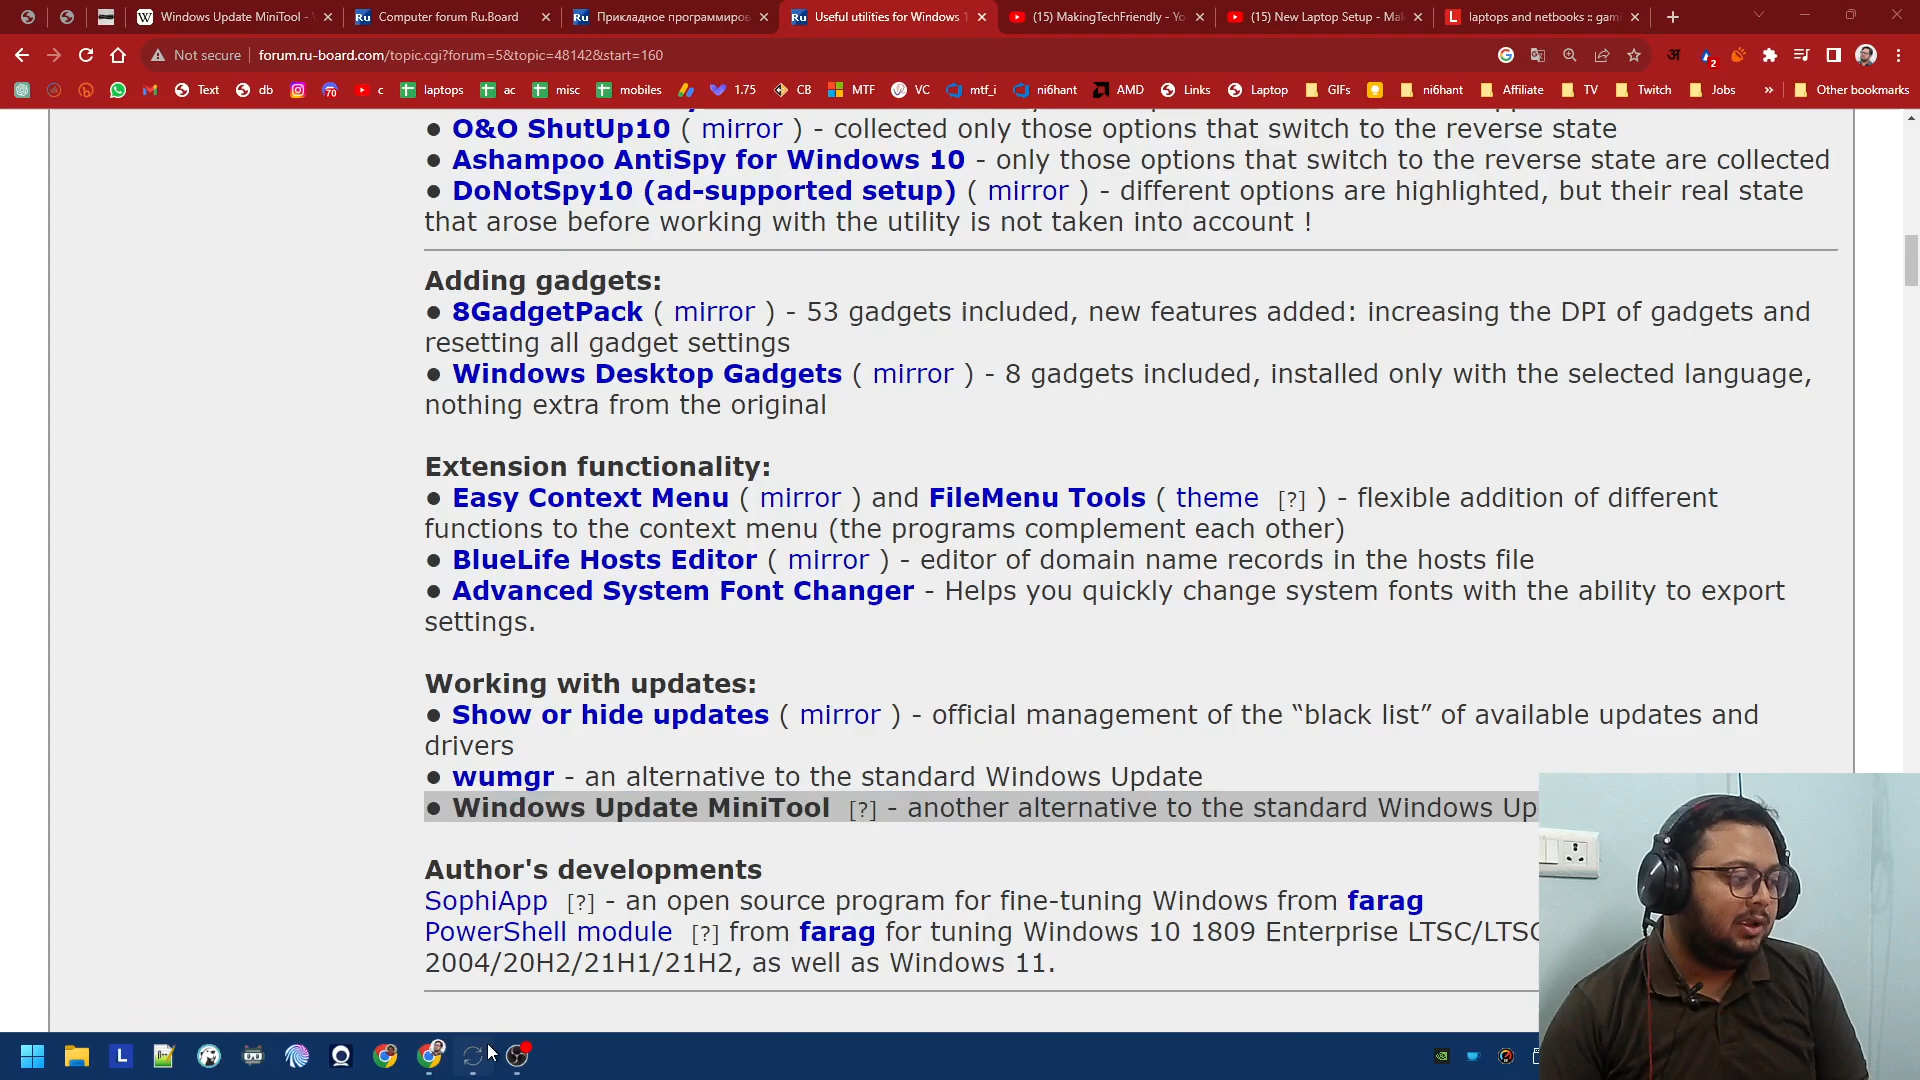 Windows Update MiniTool -
Computer forum Ru.Board
Прикладное программиров
Useful utilities for Windows 1
(15) MakingTechFriendly - Yo
(15) New Laptop Setup - Mak
laptops and netbooks :: gami
Not secure
forum.ru-board.com/topic.cgi?forum=5&topic=48142&start=160
Text
db
70
c
laptops
ac
misc
mobiles
1.75
CB
MTF
VC
mtf_i
ni6hant
AMD
Links
Laptop
GIFs
ni6hant
Affiliate
TV
Twitch
Jobs
»
Other bookmarks
● O&O ShutUp10 ( mirror ) - collected only those options that switch to the reverse state
● Ashampoo AntiSpy for Windows 10 - only those options that switch to the reverse state are collected
● DoNotSpy10 (ad-supported setup) ( mirror ) - different options are highlighted, but their real state
that arose before working with the utility is not taken into account !
Adding gadgets:
● 8GadgetPack ( mirror ) - 53 gadgets included, new features added: increasing the DPI of gadgets and
resetting all gadget settings
● Windows Desktop Gadgets ( mirror ) - 8 gadgets included, installed only with the selected language,
nothing extra from the original
Extension functionality:
● Easy Context Menu ( mirror ) and FileMenu Tools ( theme [?] ) - flexible addition of different
functions to the context menu (the programs complement each other)
● BlueLife Hosts Editor ( mirror ) - editor of domain name records in the hosts file
● Advanced System Font Changer - Helps you quickly change system fonts with the ability to export
settings.
Working with updates:
● Show or hide updates ( mirror ) - official management of the “black list” of available updates and
drivers
● wumgr - an alternative to the standard Windows Update
● Windows Update MiniTool [?] - another alternative to the standard Windows Up
Author's developments
SophiApp [?] - an open source program for fine-tuning Windows from farag
PowerShell module [?] from farag for tuning Windows 10 1809 Enterprise LTSC/LTSC
2004/20H2/21H1/21H2, as well as Windows 11.